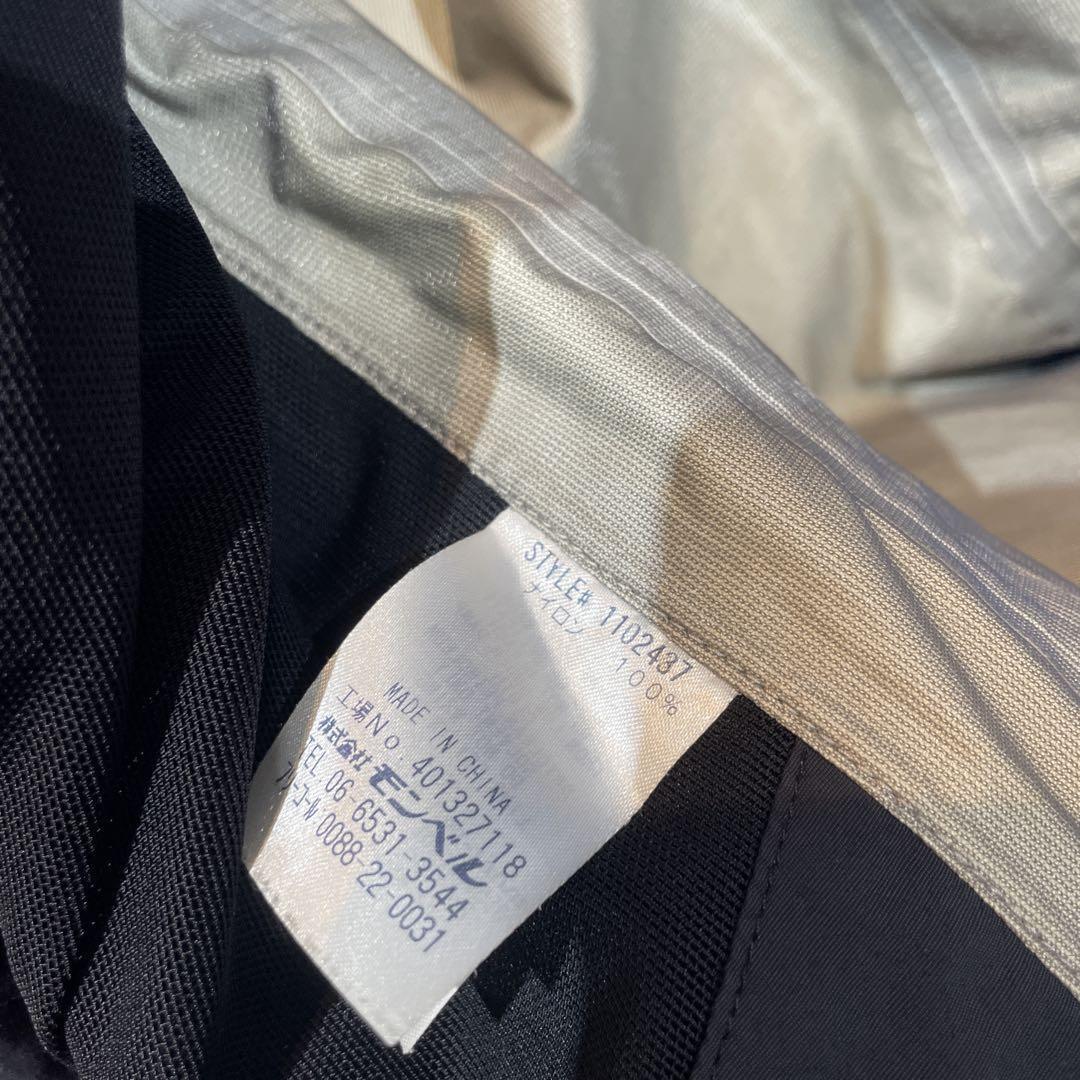 STYLE# 1102437
ナイロン 100%
MADE IN CHINA
工場No 401327118
株式会社 モンベル
TEL 06 6531-3544
フリーコール 0088-22-0031